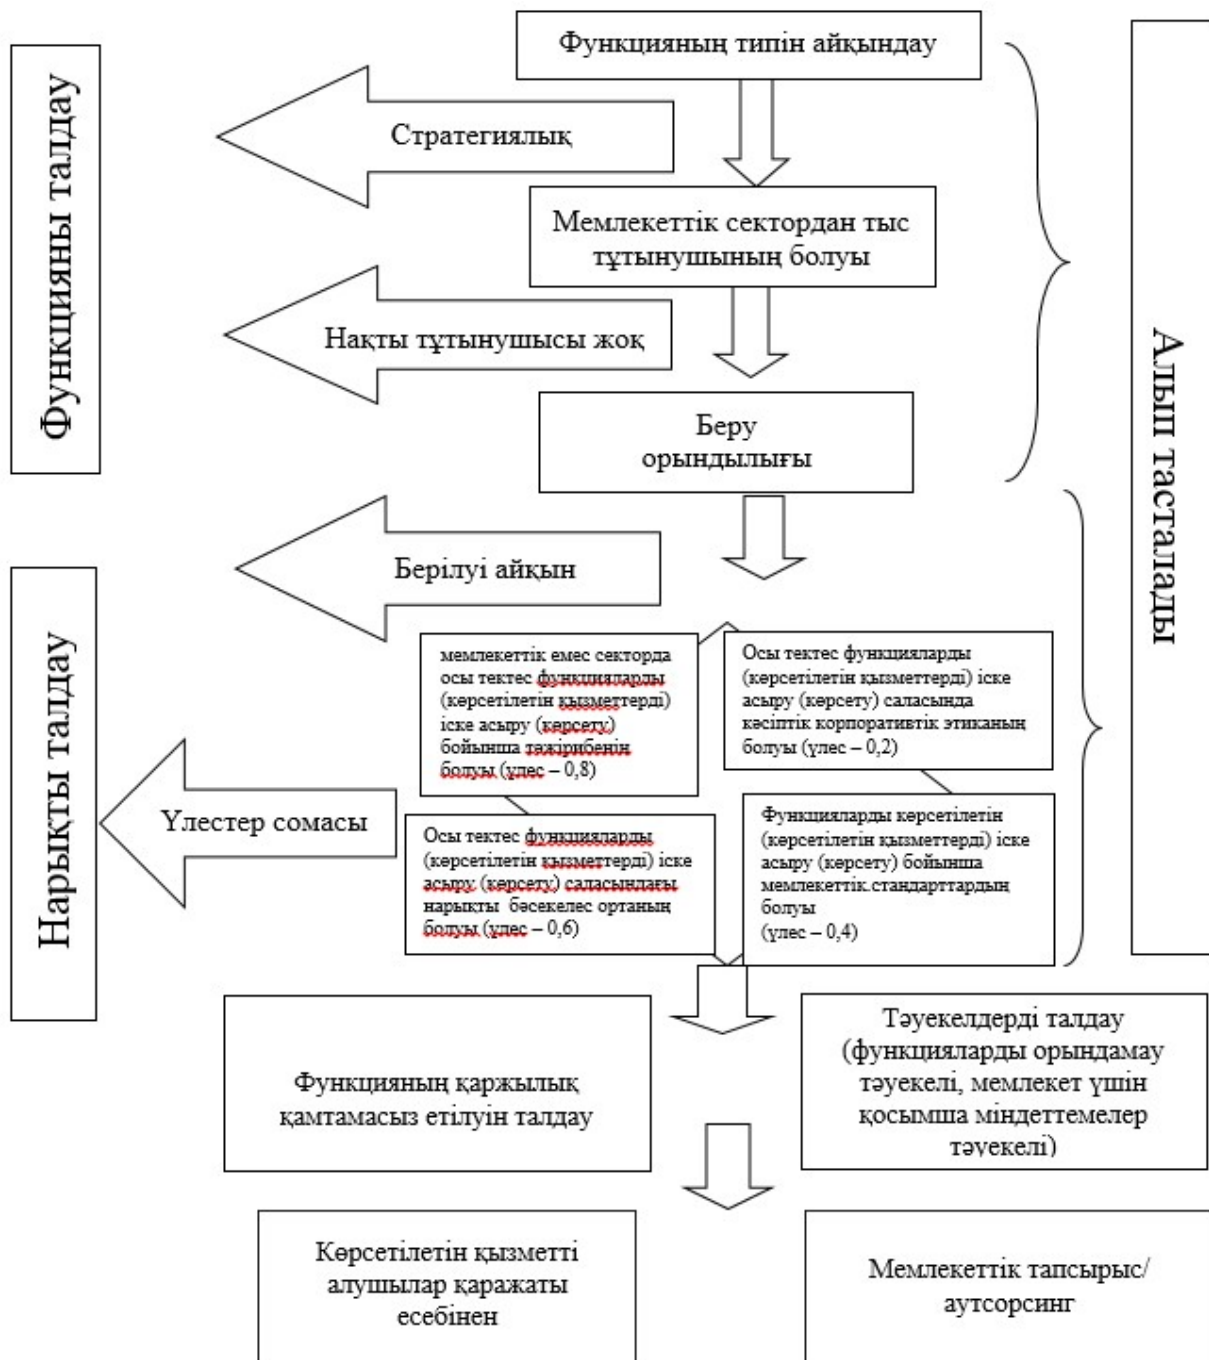 Функцияның типін айқындау
Функцияны талдау
Стратегиялық
Мемлекеттік сектордан тыс
тұтынушының болуы
Нақты тұтынушысы жоқ
Алып тасталады
Беру
орындылығы
Берілуі айқын
Нарықты талдау
мемлекеттік емес секторда
осы тектес функцияларды
(көрсетілетін қызметтерді)
іске асыру (көрсету)
бойынша тәжірибенің
болуы (үлес – 0,8)
Осы тектес функцияларды
(көрсетілетін қызметтерді) іске
асыру (көрсету) саласында
кәсіптік корпоративтік этиканың
болуы (үлес – 0,2)
Үлестер сомасы
Осы тектес функцияларды
(көрсетілетін қызметтерді) іске
асыру (көрсету) саласындағы
нарықты бәсекелес ортаның
болуы (үлес – 0,6)
Функцияларды көрсетілетін
(көрсетілетін қызметтерді) іске
асыру (көрсету) бойынша
мемлекеттік.стандарттардың
болуы
(үлес – 0,4)
Функцияның қаржылық
қамтамасыз етілуін талдау
Тәуекелдерді талдау
(функцияларды орындамау
тәуекелі, мемлекет үшін
қосымша міндеттемелер
тәуекелі)
Көрсетілетін қызметті
алушылар қаражаты
есебінен
Мемлекеттік тапсырыс/
аутсорсинг